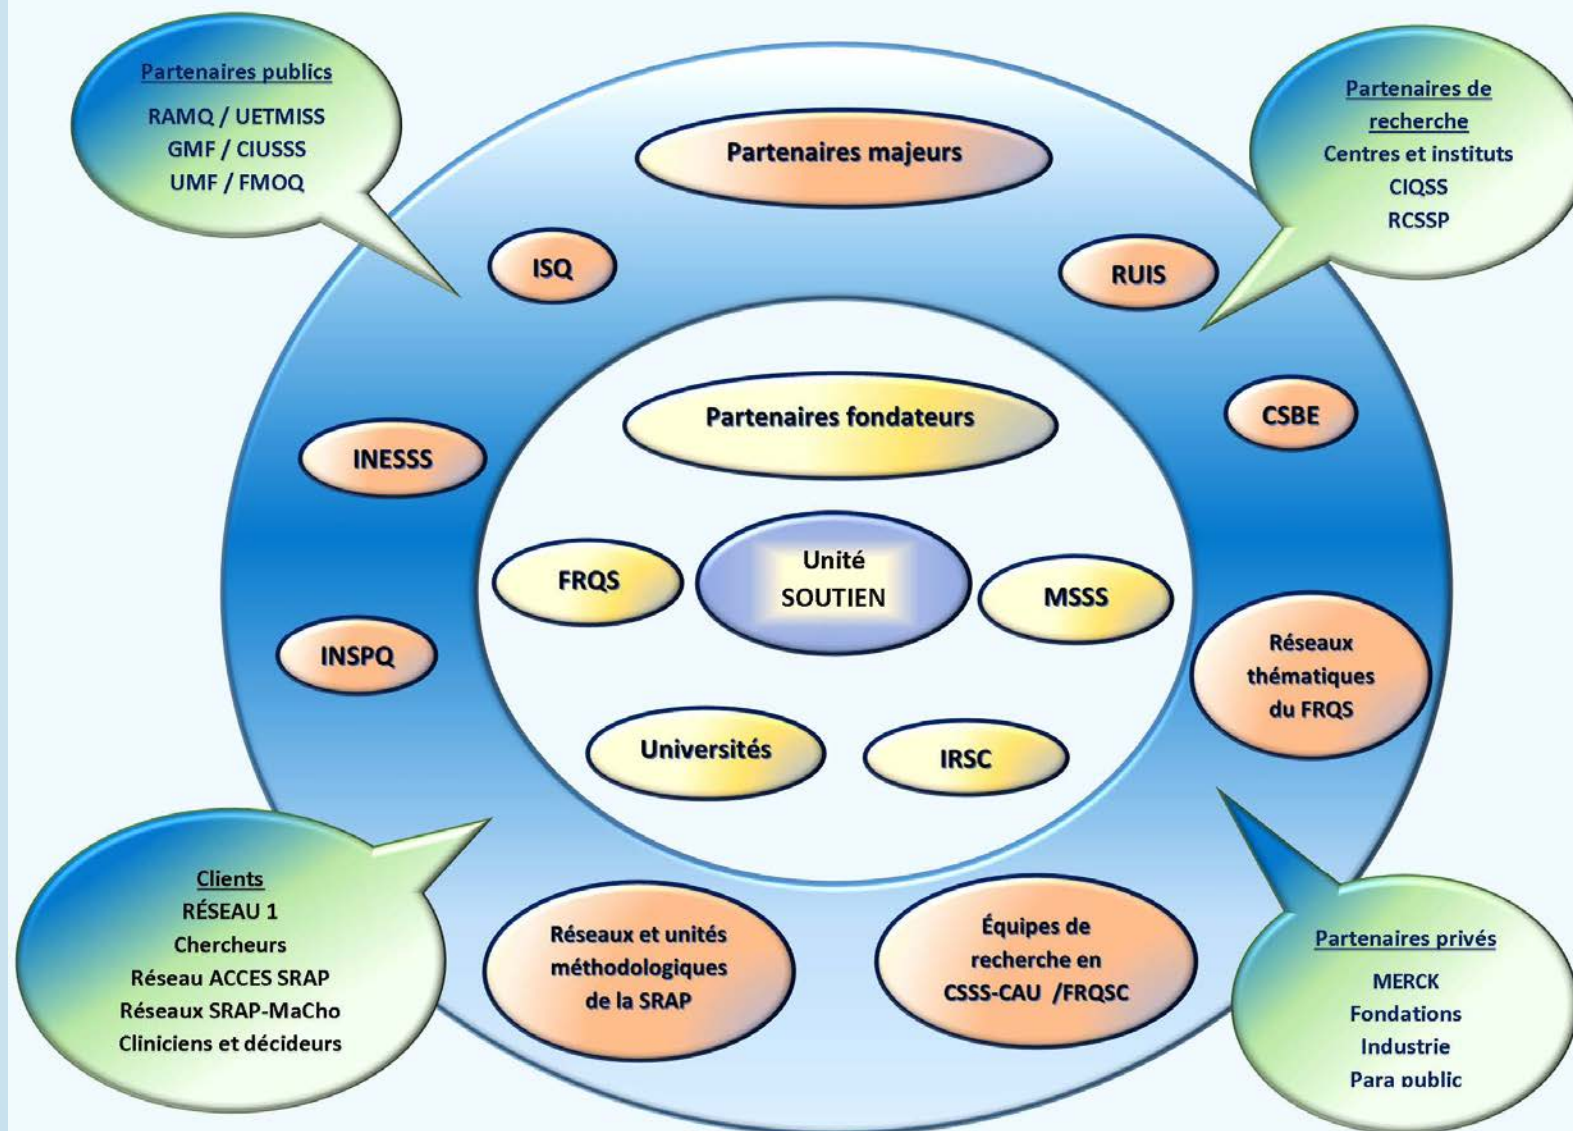 Partenaires publics
RAMQ / UETMISS
GMF / CIUSSS
UMF / FMOQ
Partenaires de
recherche
Centres et instituts
CIQSS
RCSSP
Partenaires majeurs
ISQ
RUIS
CSBE
INESSS
INSPQ
Réseaux
thématiques
du FRQS
Partenaires fondateurs
FRQS
Unité
SOUTIEN
MSSS
Universités
IRSC
Réseaux et unités
méthodologiques
de la SRAP
Équipes de
recherche en
CSSS-CAU /FRQSC
Clients
RÉSEAU 1
Chercheurs
Réseau ACCES SRAP
Réseaux SRAP-MaCho
Cliniciens et décideurs
Partenaires privés
MERCK
Fondations
Industrie
Para public